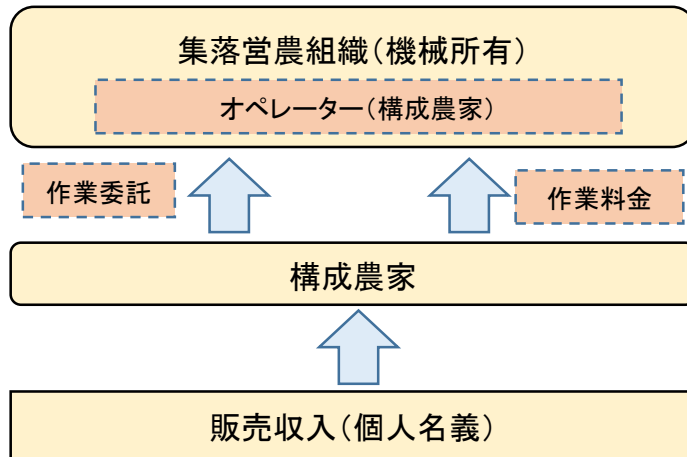 集落営農組織(機械所有)
オペレーター(構成農家)
作業委託
作業料金
構成農家
販売収入(個人名義)